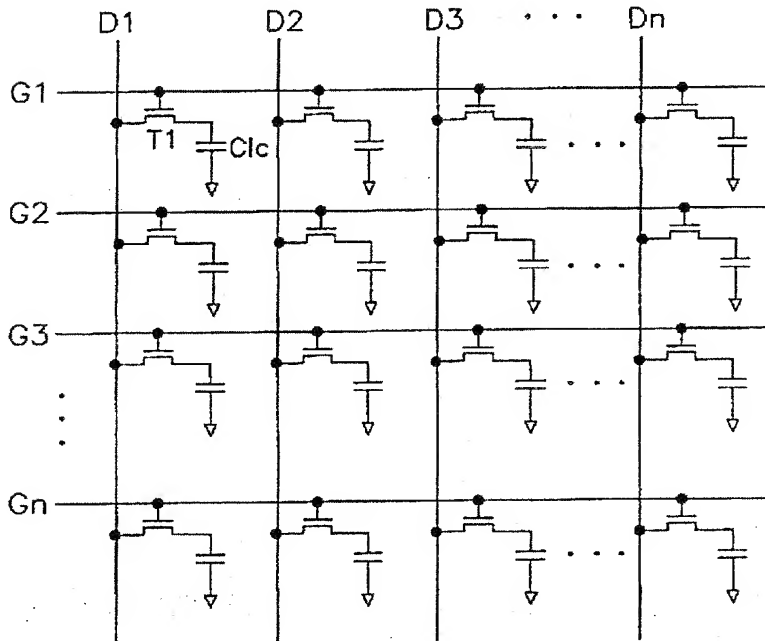 D1 D2 D3 . . . Dn
G1
T1 Clc . . .
G2
. . .
G3
. . .
. . .
Gn
. . .